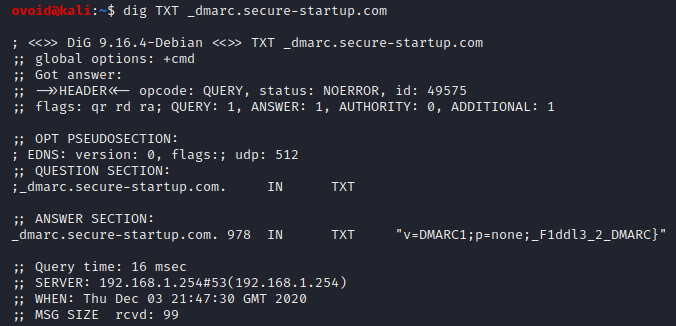 ovoid@kali:~$ dig TXT _dmarc.secure-startup.com
; <<>> DiG 9.16.4-Debian <<>> TXT _dmarc.secure-startup.com
;; global options: +cmd
;; Got answer:
;; ->>HEADER<<- opcode: QUERY, status: NOERROR, id: 49575
;; flags: qr rd ra; QUERY: 1, ANSWER: 1, AUTHORITY: 0, ADDITIONAL: 1
;; OPT PSEUDOSECTION:
; EDNS: version: 0, flags:; udp: 512
;; QUESTION SECTION:
;_dmarc.secure-startup.com. IN TXT
;; ANSWER SECTION:
_dmarc.secure-startup.com. 978 IN TXT "v=DMARC1;p=none;_F1ddl3_2_DMARC}"
;; Query time: 16 msec
;; SERVER: 192.168.1.254#53(192.168.1.254)
;; WHEN: Thu Dec 03 21:47:30 GMT 2020
;; MSG SIZE rcvd: 99